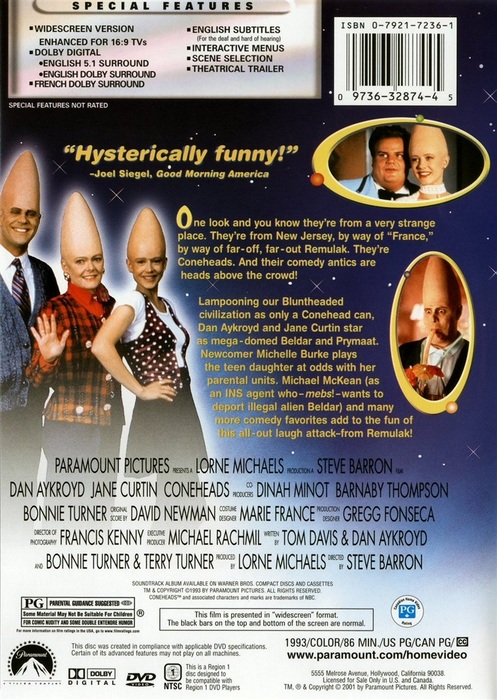 SPECIAL FEATURES
▪WIDESCREEN VERSION
ENHANCED FOR 16:9 TVs
▪DOLBY DIGITAL
•ENGLISH 5.1 SURROUND
•ENGLISH DOLBY SURROUND
▪FRENCH DOLBY SURROUND
▪ENGLISH SUBTITLES
(For the deaf and hard of hearing)
▪INTERACTIVE MENUS
▪SCENE SELECTION
▪THEATRICAL TRAILER
SPECIAL FEATURES NOT RATED
ISBN 0-7921-7236-1
0 9736-32874-4 5
"Hysterically funny!"
–Joel Siegel, Good Morning America
One look and you know they're from a very strange
place. They're from New Jersey, by way of "France,"
by way of far-off, far-out Remulak. They're
Coneheads. And their comedy antics are
heads above the crowd!
Lampooning our Bluntheaded
civilization as only a Conehead can,
Dan Aykroyd and Jane Curtin star
as mega-domed Beldar and Prymaat.
Newcomer Michelle Burke plays
the teen daughter at odds with her
parental units. Michael McKean (as
an INS agent who–mebs!–wants to
deport illegal alien Beldar) and many
more comedy favorites add to the fun of
this all-out laugh attack–from Remulak!
PARAMOUNT PICTURES PRESENTS A LORNE MICHAELS PRODUCTION A STEVE BARRON FILM
DAN AYKROYD JANE CURTIN CONEHEADS CO PRODUCERS DINAH MINOT BARNABY THOMPSON
BONNIE TURNER ORIGINAL SCORE BY DAVID NEWMAN COSTUME DESIGNER MARIE FRANCE PRODUCTION DESIGNER GREGG FONSECA
DIRECTOR OF PHOTOGRAPHY FRANCIS KENNY EXECUTIVE PRODUCER MICHAEL RACHMIL WRITTEN BY TOM DAVIS & DAN AYKROYD
AND BONNIE TURNER & TERRY TURNER PRODUCED BY LORNE MICHAELS DIRECTED BY STEVE BARRON
SOUNDTRACK ALBUM AVAILABLE ON WARNER BROS. COMPACT DISCS AND CASSETTES
TM & COPYRIGHT ©1993 BY PARAMOUNT PICTURES. ALL RIGHTS RESERVED.
CONEHEADS™ and associated characters and marks are trademarks of NBC.
PG PARENTAL GUIDANCE SUGGESTED
Some Material May Not Be Suitable For Children
FOR COMIC NUDITY AND SOME DOUBLE ENTENDRE HUMOR
For more information on film ratings in the USA, go to www.filmratings.com
This film is presented in "widescreen" format.
The black bars on the top and bottom of the screen are normal.
PG
1993/COLOR/86 MIN./US PG/CAN PG/CC
www.paramount.com/homevideo
This disc was created in compliance with applicable DVD specifications.
Certain of its advanced features may not play on all machines.
Paramount
DOLBY
DIGITAL
DVD
1
NTSC
This is a Region 1
disc designed to
be compatible with
Region 1 DVD Players
5555 Melrose Avenue, Hollywood, California 90038.
Licensed for Sale Only in U.S. and Canada.
TM, ® & Copyright © 2001 by Paramount Pictures. All Rights Reserved.